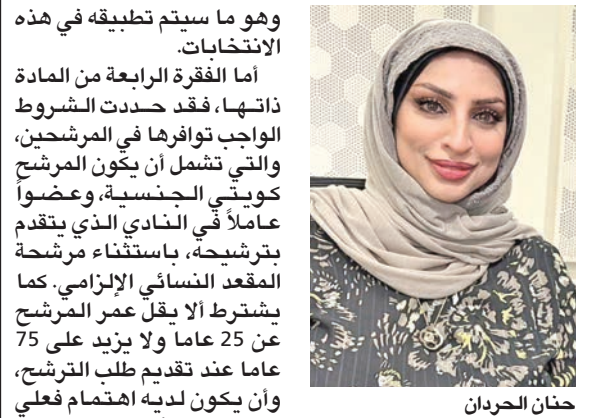 وهو ما سيتم تطبيقه في هذه
الانتخابات.
أما الفقرة الرابعة من المادة
ذاتها، فقد حددت الشروط
الواجب توافرها في المرشحين،
والتي تشمل أن يكون المرشح
كويتي الجنسية، وعضواً
عاملاً في النادي الذي يتقدم
بترشيحه، باستثناء مرشحة
المقعد النسائي الإلزامي. كما
يشترط ألا يقل عمر المرشح
عن 25 عاما ولا يزيد على 75
عاما عند تقديم طلب الترشح،
وأن يكون لديه اهتمام فعلي
حنان الحردان